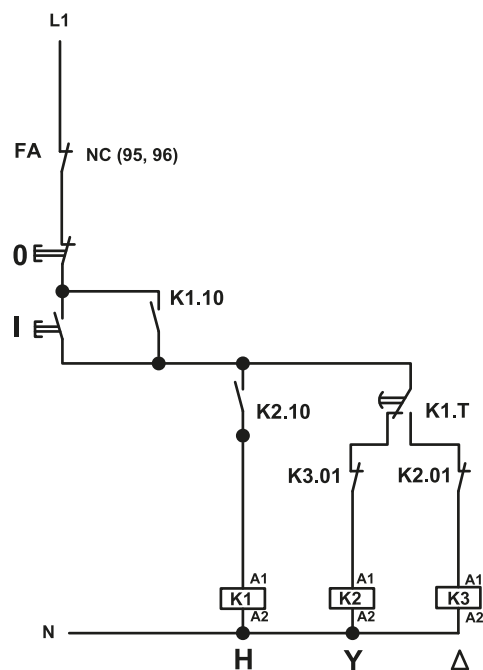 L1
FA
NC (95, 96)
0
K1.10
I
K2.10
K1.T
K3.01
K2.01
A1
A1
A1
K1
K2
K3
A2
A2
A2
N
H
Y
Δ